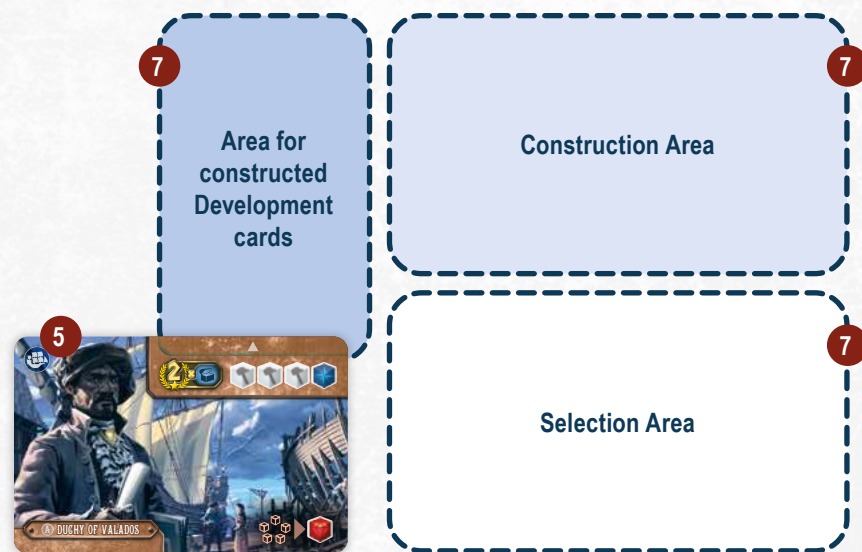 7
Area for
constructed
Development
cards
7
Construction Area
5
2
7
Selection Area
A DUCHY OF VALADOS